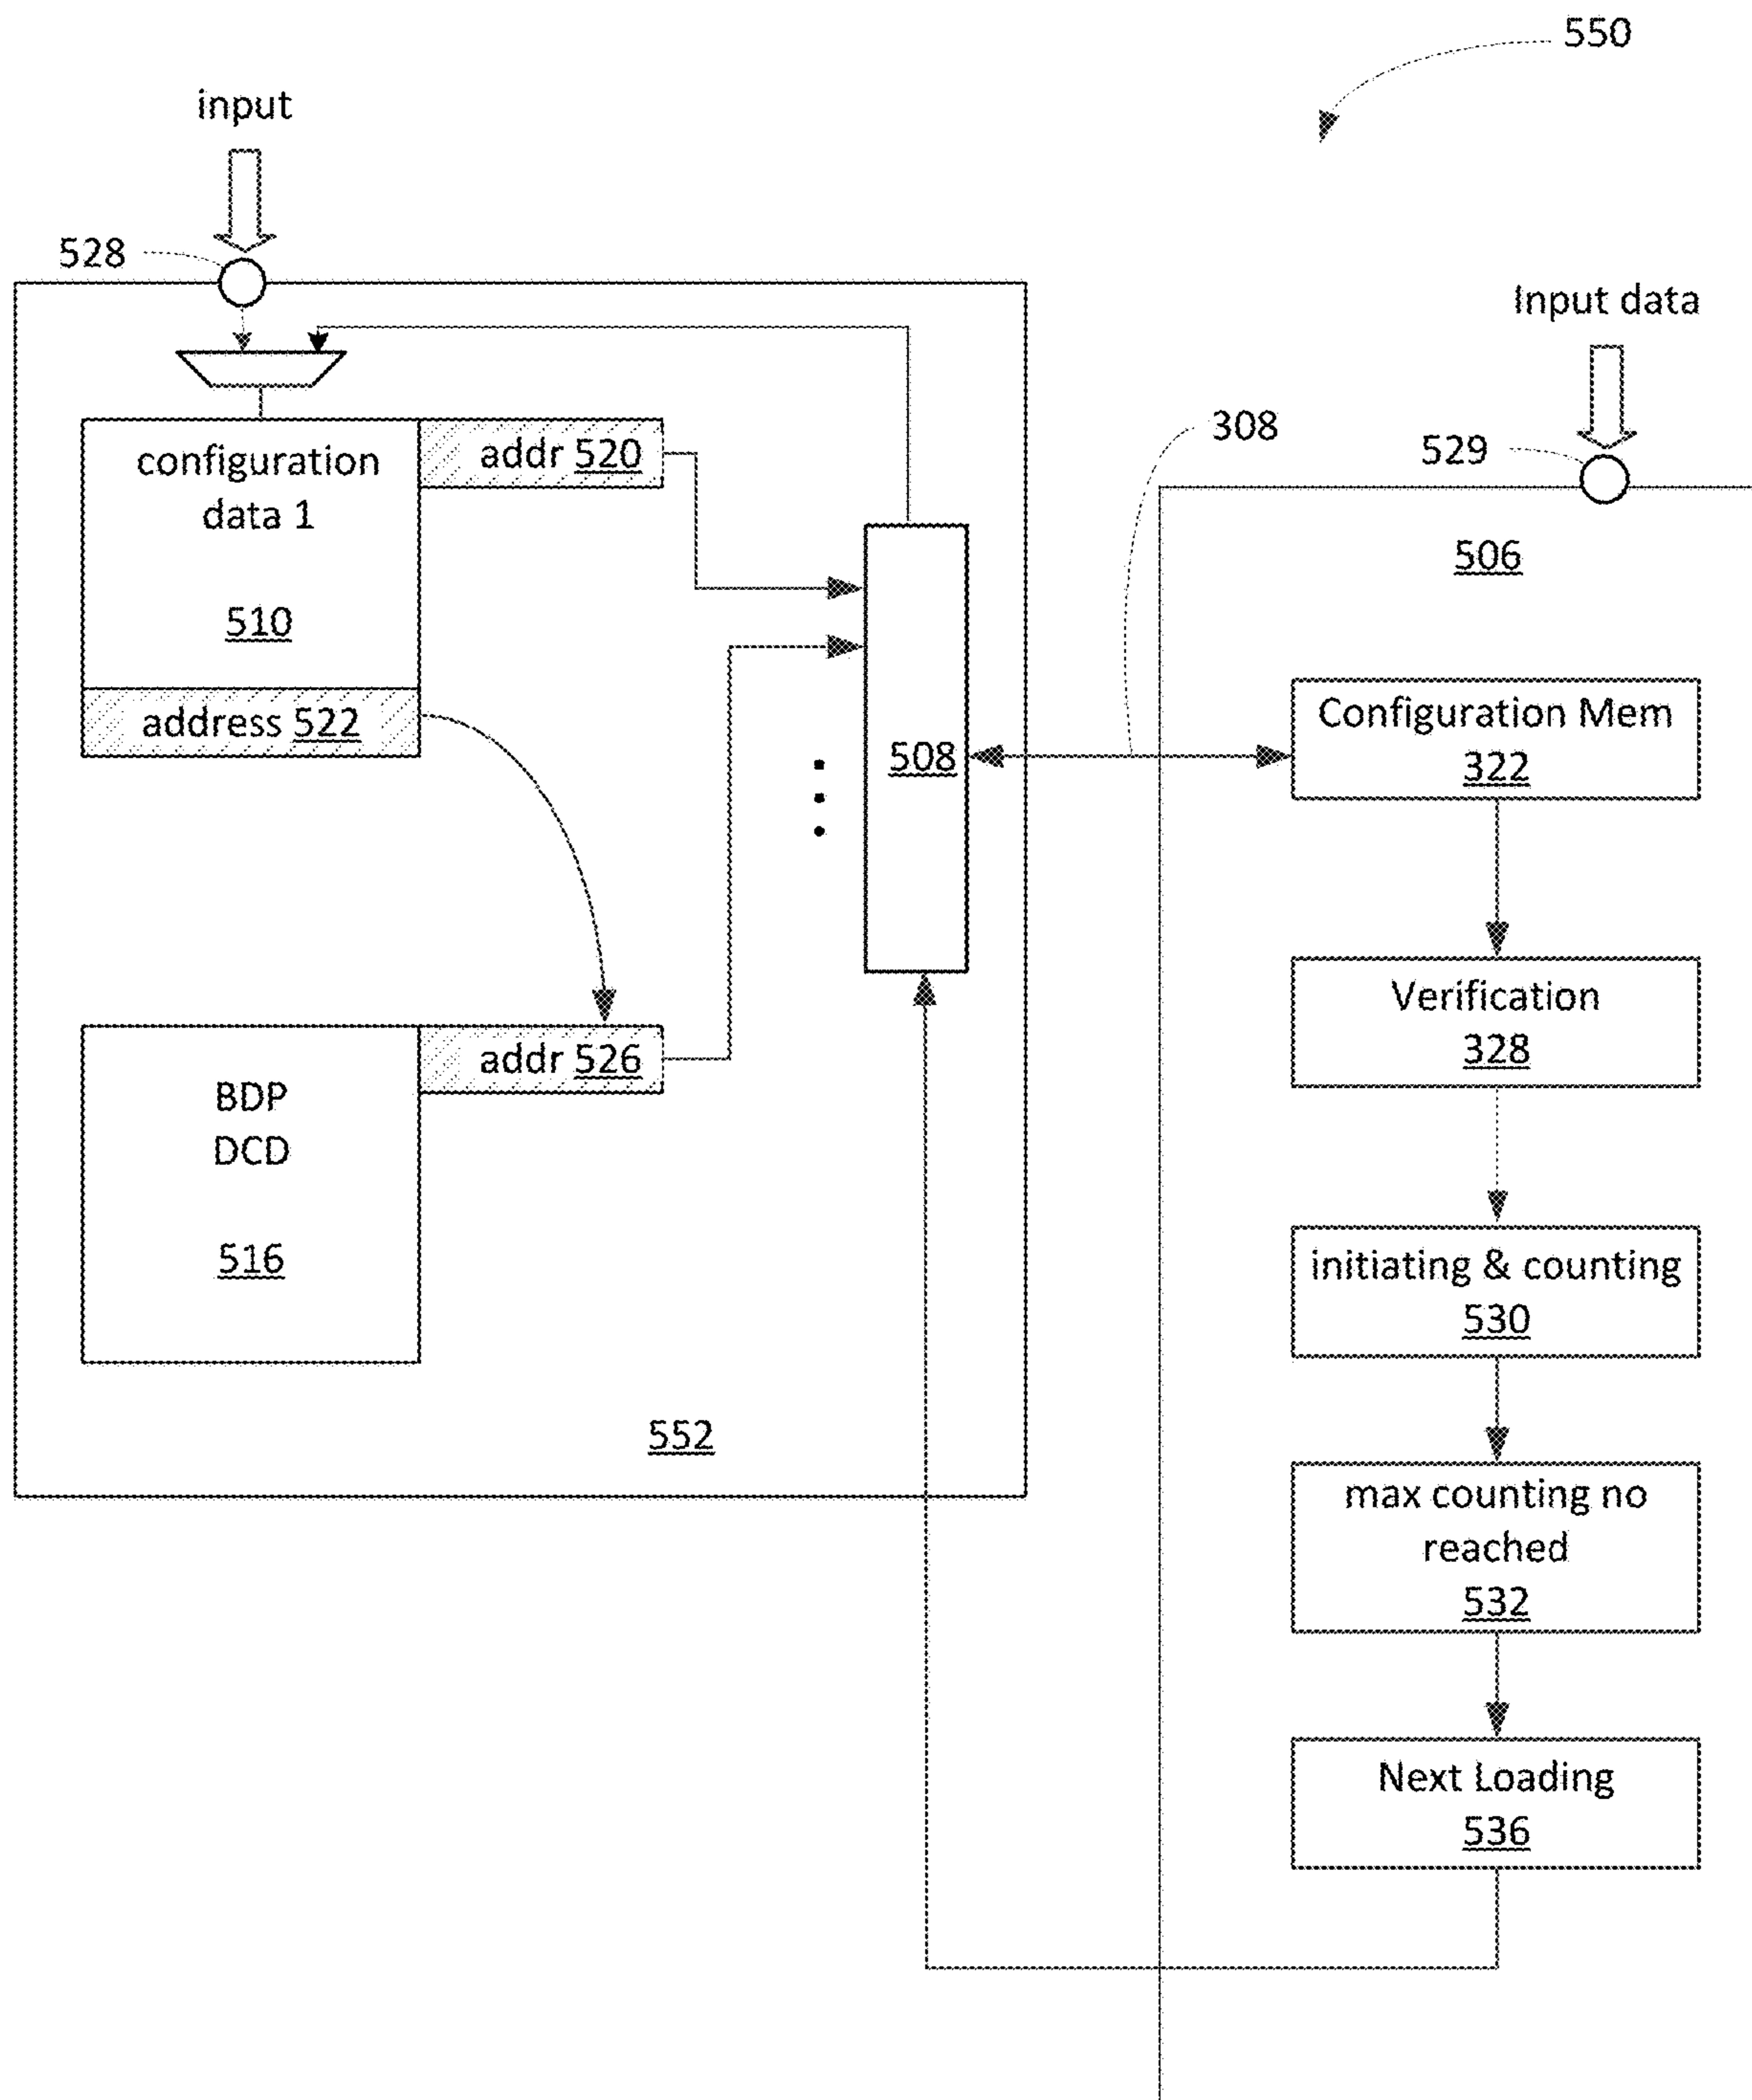 550
input
528
Input data
308
529
configuration
data 1
510
addr 520
address 522
506
508
Configuration Mem
322
Verification
328
BDP
DCD
516
addr 526
initiating & counting
530
552
max counting no
reached
532
Next Loading
536